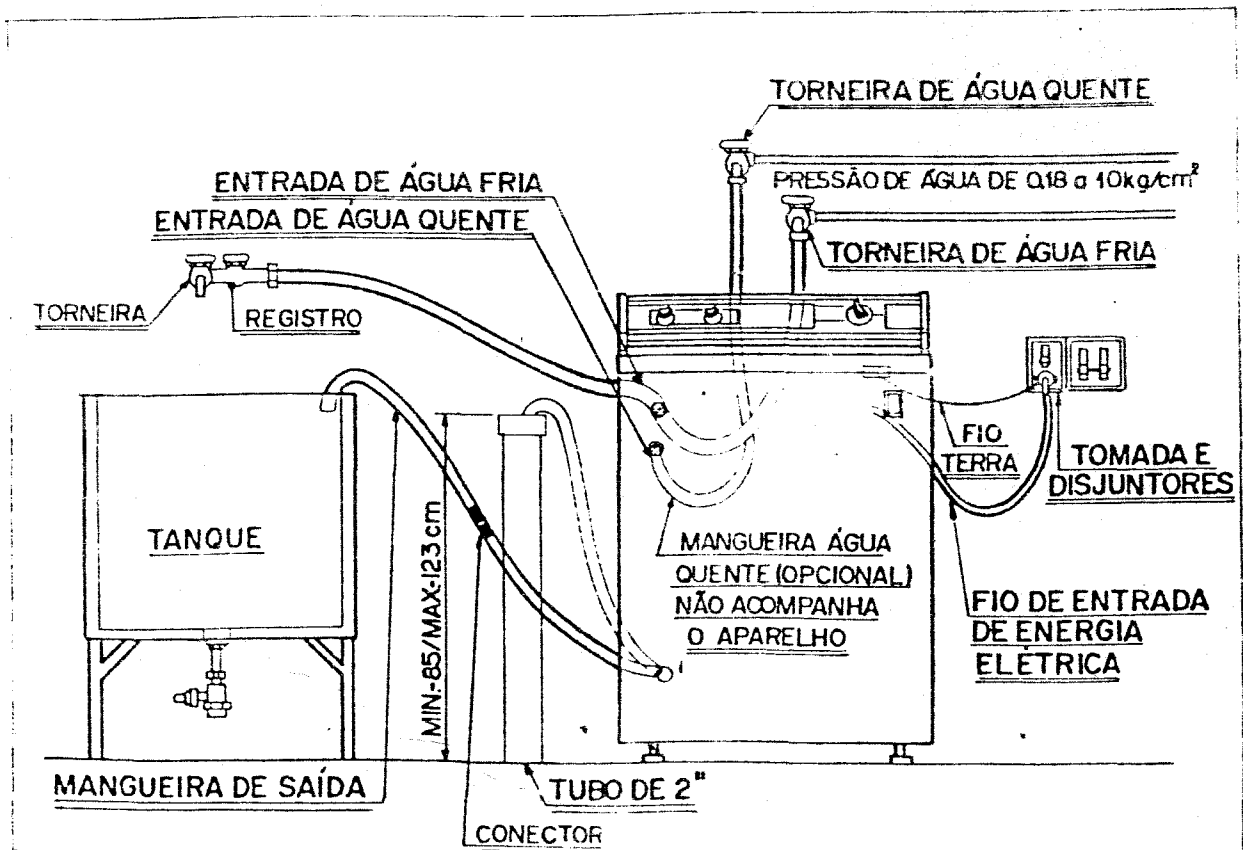 TORNEIRA DE ÁGUA QUENTE
PRESSÃO DE ÁGUA DE 0,18 a 10kg/cm²
ENTRADA DE ÁGUA FRIA
ENTRADA DE ÁGUA QUENTE
TORNEIRA DE ÁGUA FRIA
TORNEIRA
REGISTRO
FIO
TERRA
TOMADA E
DISJUNTORES
TANQUE
MIN.-85/MAX-123 cm
MANGUEIRA ÁGUA
QUENTE (OPCIONAL)
NÃO ACOMPANHA
O APARELHO
FIO DE ENTRADA
DE ENERGIA
ELÉTRICA
MANGUEIRA DE SAÍDA
TUBO DE 2"
CONECTOR